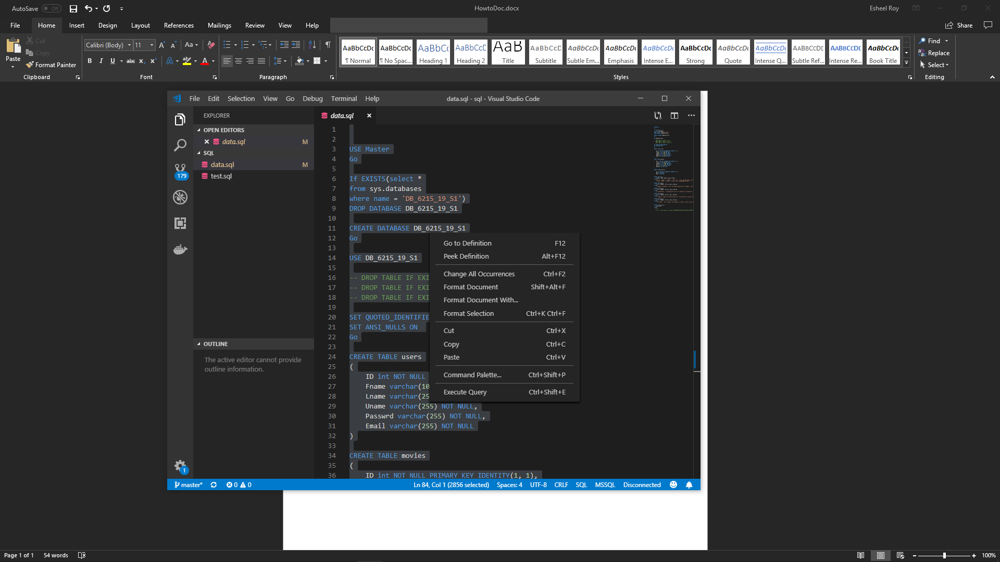 AutoSave Off
HowtoDoc.docx
Esheel Roy
File Home Insert Design Layout References Mailings Review View Help
Share
Paste
Cut
Copy
Format Painter
Clipboard
Calibri (Body) 11
Aa
B I U abc x₂ x²
Font
Paragraph
AaBbCcDc AaBbCcDc AaBbCc AaBbCcD AaB AaBbCcD AaBbCcDc AaBbCcDc AaBbCcDc AaBbCcDc AaBbCcDc AaBbCcDc AABBCCDE AABBCCDE AaBbCcDc
¶ Normal ¶ No Spac... Heading 1 Heading 2 Title Subtitle Subtle Em... Emphasis Intense E... Strong Quote Intense Q... Subtle Ref... Intense Re... Book Title
Styles
Find
Replace
Select
Editing
File Edit Selection View Go Debug Terminal Help
data.sql - sql - Visual Studio Code
EXPLORER
OPEN EDITORS
data.sql M
SQL
data.sql M
test.sql
179
OUTLINE
The active editor cannot provide
outline information.
1
data.sql
1
2
3 USE Master
4 Go
5
6 If EXISTS(select *
7 from sys.databases
8 where name = 'DB_6215_19_S1')
9 DROP DATABASE DB_6215_19_S1
10
11 CREATE DATABASE DB_6215_19_S1
12 Go
13
14 USE DB_6215_19_S1
15
16 -- DROP TABLE IF EXI
17 -- DROP TABLE IF EXI
18 -- DROP TABLE IF EXI
19
20 SET QUOTED_IDENTIFIE
21 SET ANSI_NULLS ON
22 Go
23
24 CREATE TABLE users
25 (
26 ID int NOT NULL
27 Fname varchar(10
28 Lname varchar(25
29 Uname varchar(255) NOT NULL,
30 Passwrd varchar(255) NOT NULL,
31 Email varchar(255) NOT NULL
32 )
33
34 CREATE TABLE movies
35 (
36 ID int NOT NULL PRIMARY KEY IDENTITY(1, 1),
Go to Definition F12
Peek Definition Alt+F12
Change All Occurrences Ctrl+F2
Format Document Shift+Alt+F
Format Document With...
Format Selection Ctrl+K Ctrl+F
Cut Ctrl+X
Copy Ctrl+C
Paste Ctrl+V
Command Palette... Ctrl+Shift+P
Execute Query Ctrl+Shift+E
master* 0 0
Ln 84, Col 1 (2856 selected) Spaces: 4 UTF-8 CRLF SQL MSSQL Disconnected
Page 1 of 1 54 words
100%